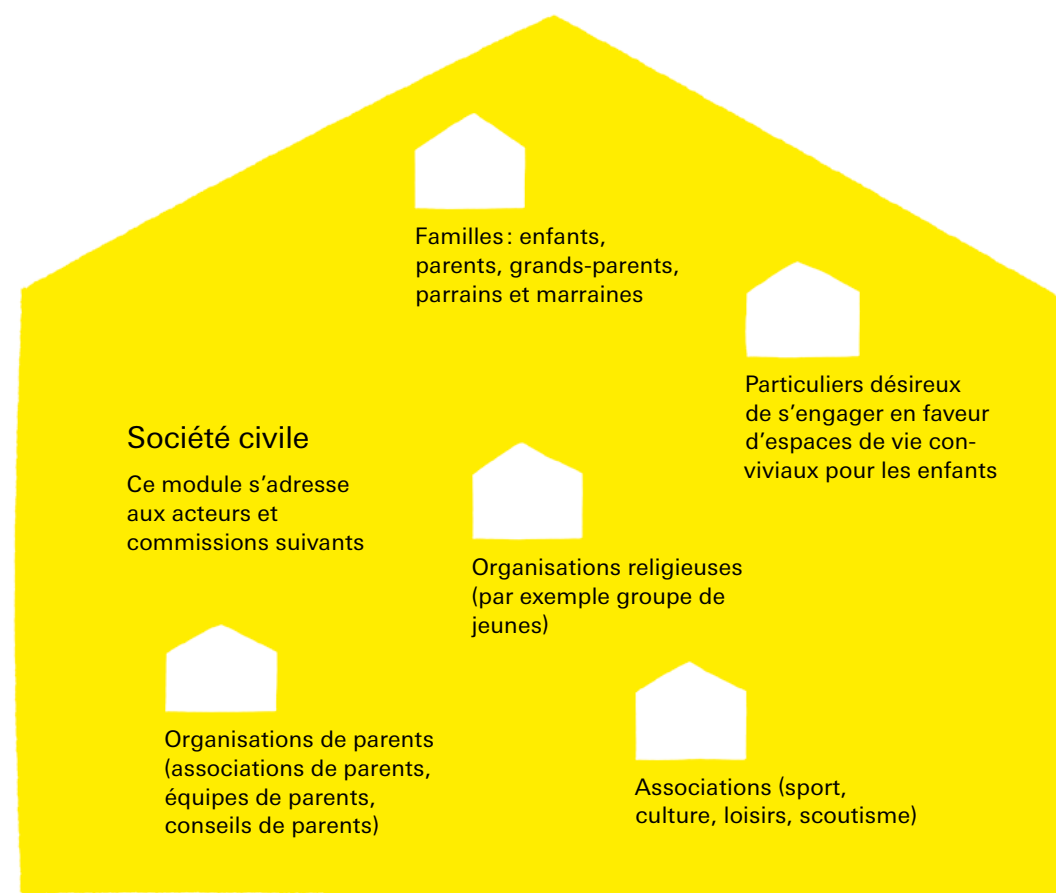 Société civile
Ce module s’adresse
aux acteurs et
commissions suivants
Familles : enfants,
parents, grands-parents,
parrains et marraines
Particuliers désireux
de s’engager en faveur
d’espaces de vie con-
viviaux pour les enfants
Organisations religieuses
(par exemple groupe de
jeunes)
Organisations de parents
(associations de parents,
équipes de parents,
conseils de parents)
Associations (sport,
culture, loisirs, scoutisme)